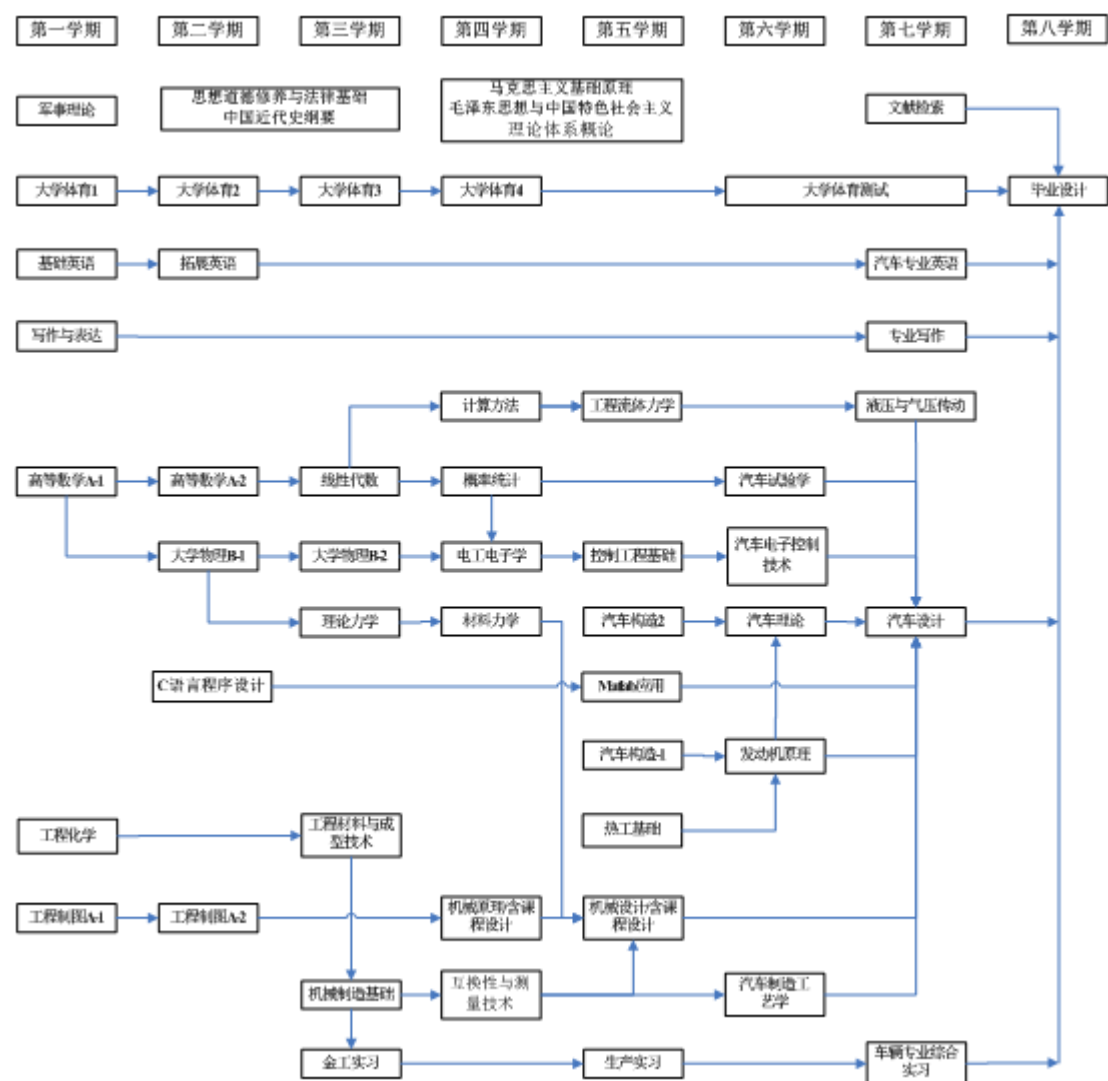 第一学期
第二学期
第三学期
第四学期
第五学期
第六学期
第七学期
第八学期
军事理论
思想道德修养与法律基础
中国近代史纲要
马克思主义基础原理
毛泽东思想与中国特色社会主义
理论体系概论
文献检索
大学体育1
大学体育2
大学体育3
大学体育4
大学体育测试
毕业设计
基础英语
拓展英语
汽车专业英语
写作与表达
专业写作
计算方法
工程流体力学
液压与气压传动
高等数学A-1
高等数学A-2
线性代数
概率统计
汽车试验学
大学物理B-1
大学物理B-2
电工电子学
控制工程基础
汽车电子控制
技术
理论力学
材料力学
汽车构造2
汽车理论
汽车设计
C语言程序设计
Matlab应用
汽车构造-1
发动机原理
工程化学
工程材料与成
型技术
热工基础
工程制图A-1
工程制图A-2
机械原理/含课
程设计
机械设计/含课
程设计
机械制造基础
互换性与测
量技术
汽车制造工
艺学
金工实习
生产实习
车辆专业综合
实习